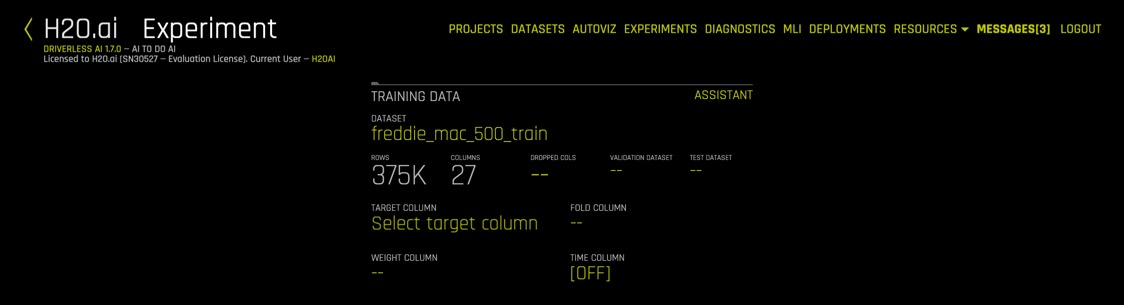 H2O.ai Experiment
DRIVERLESS AI 1.7.0 – AI TO DO AI
Licensed to H2O.ai (SN30527 – Evaluation License). Current User – H2OAI
PROJECTS DATASETS AUTOVIZ EXPERIMENTS DIAGNOSTICS MLI DEPLOYMENTS RESOURCES MESSAGES[3] LOGOUT
TRAINING DATA ASSISTANT
DATASET
freddie_mac_500_train
ROWS COLUMNS DROPPED COLS VALIDATION DATASET TEST DATASET
375K 27 -- -- --
TARGET COLUMN FOLD COLUMN
Select target column --
WEIGHT COLUMN TIME COLUMN
-- [OFF]